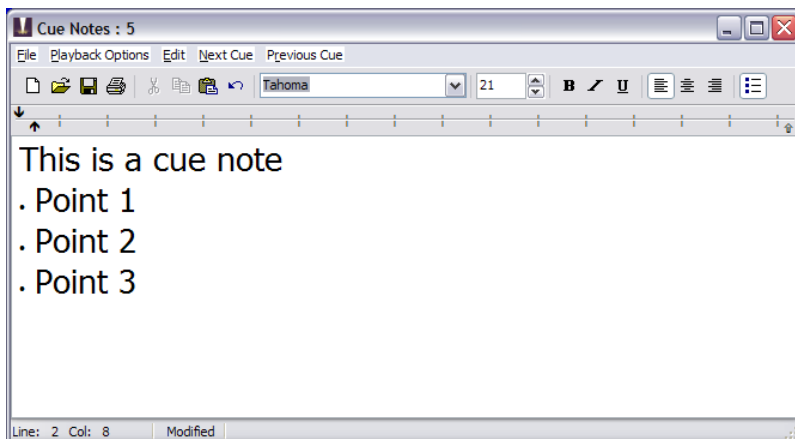 Cue Notes : 5
File Playback Options Edit Next Cue Previous Cue
Tahoma 21 B I U
This is a cue note
. Point 1
. Point 2
. Point 3
Line: 2 Col: 8 Modified